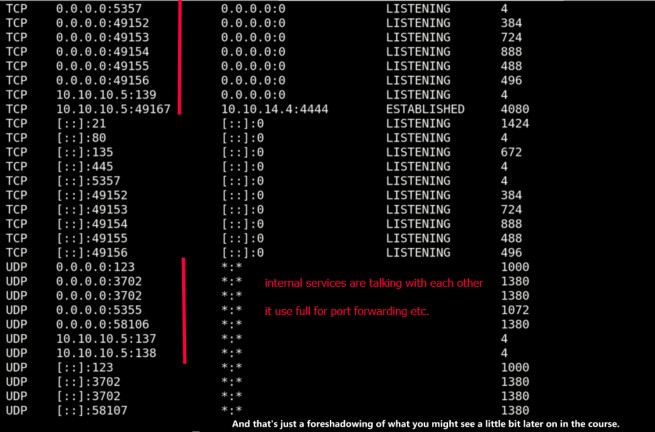 TCP 0.0.0.0:5357 0.0.0.0:0 LISTENING 4
TCP 0.0.0.0:49152 0.0.0.0:0 LISTENING 384
TCP 0.0.0.0:49153 0.0.0.0:0 LISTENING 724
TCP 0.0.0.0:49154 0.0.0.0:0 LISTENING 888
TCP 0.0.0.0:49155 0.0.0.0:0 LISTENING 488
TCP 0.0.0.0:49156 0.0.0.0:0 LISTENING 496
TCP 10.10.10.5:139 0.0.0.0:0 LISTENING 4
TCP 10.10.10.5:49167 10.10.14.4:4444 ESTABLISHED 4080
TCP [::]:21 [::]:0 LISTENING 1424
TCP [::]:80 [::]:0 LISTENING 4
TCP [::]:135 [::]:0 LISTENING 672
TCP [::]:445 [::]:0 LISTENING 4
TCP [::]:5357 [::]:0 LISTENING 4
TCP [::]:49152 [::]:0 LISTENING 384
TCP [::]:49153 [::]:0 LISTENING 724
TCP [::]:49154 [::]:0 LISTENING 888
TCP [::]:49155 [::]:0 LISTENING 488
TCP [::]:49156 [::]:0 LISTENING 496
UDP 0.0.0.0:123 *:* 1000
UDP 0.0.0.0:3702 *:* internal services are talking with each other 1380
UDP 0.0.0.0:3702 *:* 1380
UDP 0.0.0.0:5355 *:* it use full for port forwarding etc. 1072
UDP 0.0.0.0:58106 *:* 1380
UDP 10.10.10.5:137 *:* 4
UDP 10.10.10.5:138 *:* 4
UDP [::]:123 *:* 1000
UDP [::]:3702 *:* 1380
UDP [::]:3702 *:* 1380
UDP [::]:58107 *:* 1380
And that's just a foreshadowing of what you might see a little bit later on in the course.